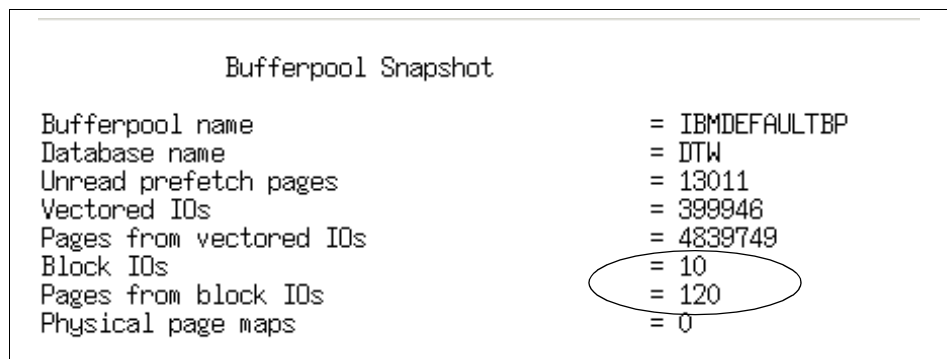 Bufferpool Snapshot
Bufferpool name = IBMDEFAULTBP
Database name = DTW
Unread prefetch pages = 13011
Vectored IOs = 399946
Pages from vectored IOs = 4839749
Block IOs = 10
Pages from block IOs = 120
Physical page maps = 0